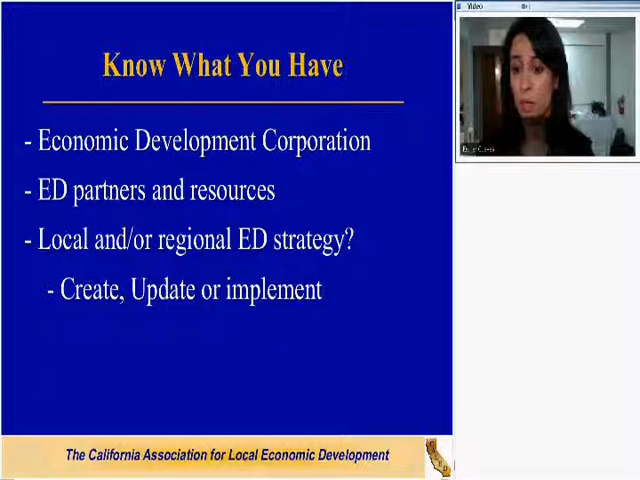 Know What You Have
- Economic Development Corporation
- ED partners and resources
- Local and/or regional ED strategy?
- Create, Update or implement
The California Association for Local Economic Development
Video